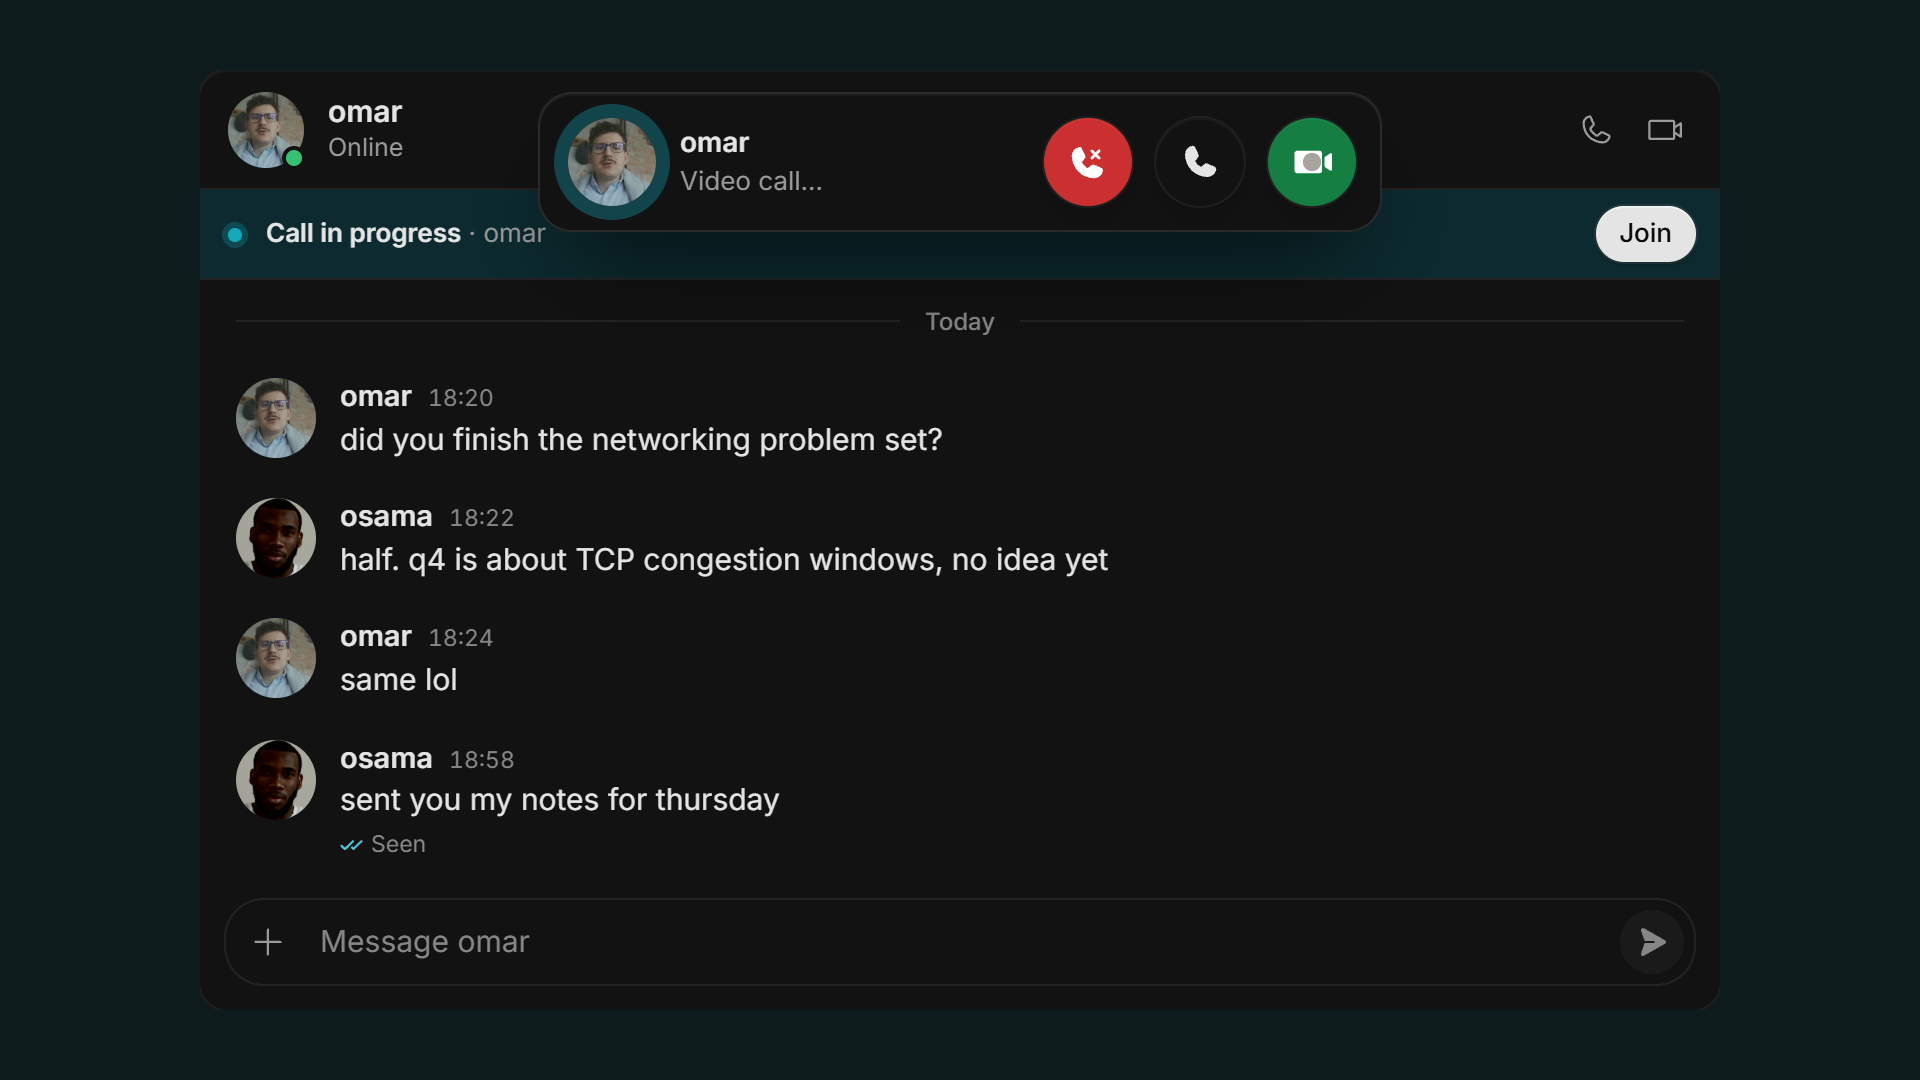 omar
Online
omar
Video call...
Call in progress · omar
Join
Today
omar 18:20
did you finish the networking problem set?
osama 18:22
half. q4 is about TCP congestion windows, no idea yet
omar 18:24
same lol
osama 18:58
sent you my notes for thursday
Seen
Message omar